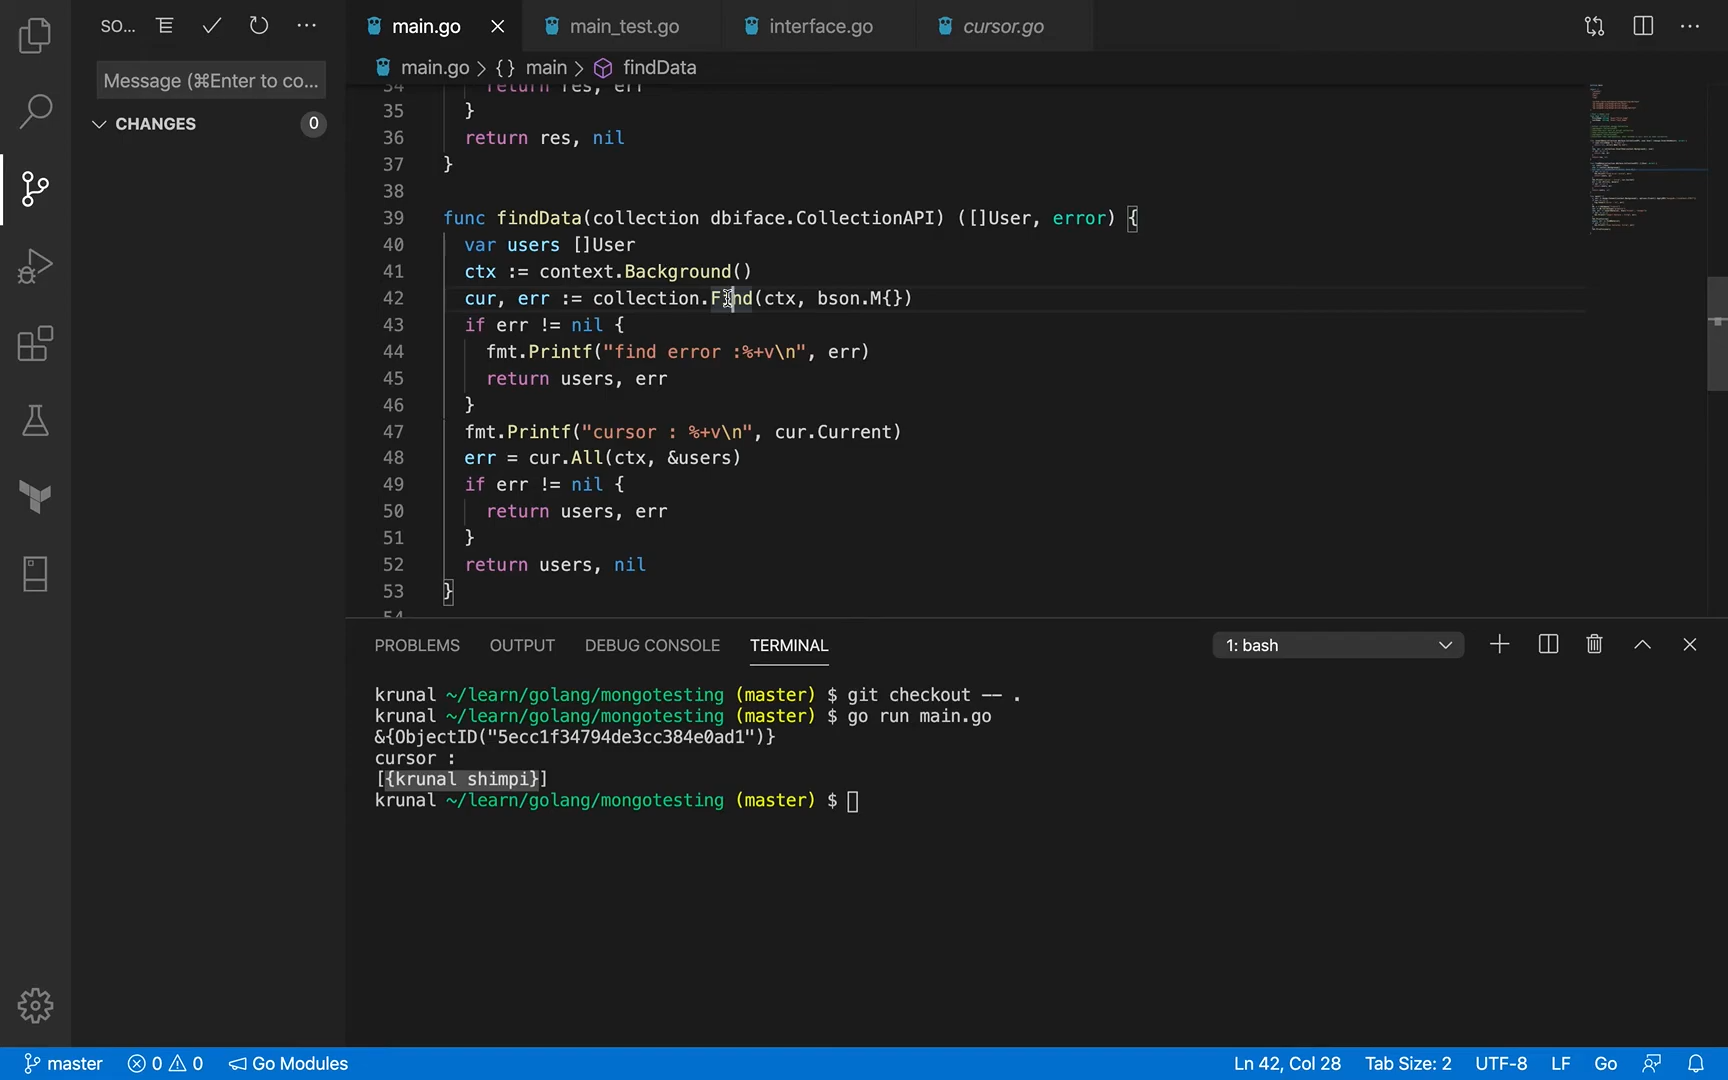 SO...
main.go
main_test.go
interface.go
cursor.go
Message (⌘Enter to co...
main.go > {} main > findData
CHANGES 0
34 return res, err
35 }
36 return res, nil
37 }
38
39 func findData(collection dbiface.CollectionAPI) ([]User, error) {
40 var users []User
41 ctx := context.Background()
42 cur, err := collection.Find(ctx, bson.M{})
43 if err != nil {
44 fmt.Printf("find error :%+v\n", err)
45 return users, err
46 }
47 fmt.Printf("cursor : %+v\n", cur.Current)
48 err = cur.All(ctx, &users)
49 if err != nil {
50 return users, err
51 }
52 return users, nil
53 }
54
PROBLEMS OUTPUT DEBUG CONSOLE TERMINAL 1: bash
krunal ~/learn/golang/mongotesting (master) $ git checkout -- .
krunal ~/learn/golang/mongotesting (master) $ go run main.go
&{ObjectID("5ecc1f34794de3cc384e0ad1")}
cursor :
[{krunal shimpi}]
krunal ~/learn/golang/mongotesting (master) $
master 0 0 Go Modules Ln 42, Col 28 Tab Size: 2 UTF-8 LF Go